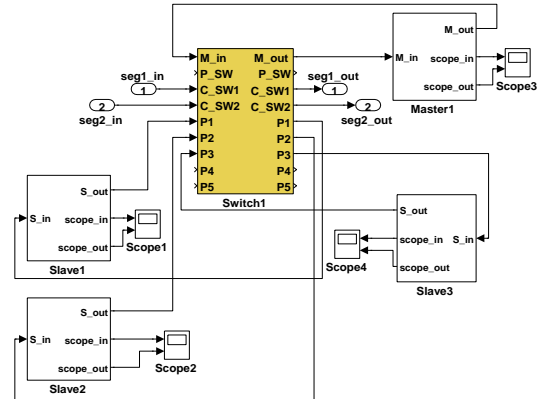 M_out
M_in
scope_in
scope_out
Master1
Scope3
M_in
P_SW
C_SW1
C_SW2
P1
P2
P3
P4
P5
M_out
P_SW
C_SW1
C_SW2
P1
P2
P3
P4
P5
Switch1
seg1_in
1
2
seg2_in
seg1_out
1
2
seg2_out
S_out
S_in
scope_in
scope_out
Slave1
Scope1
S_out
scope_in
S_in
scope_out
Slave3
Scope4
S_out
S_in
scope_in
scope_out
Slave2
Scope2